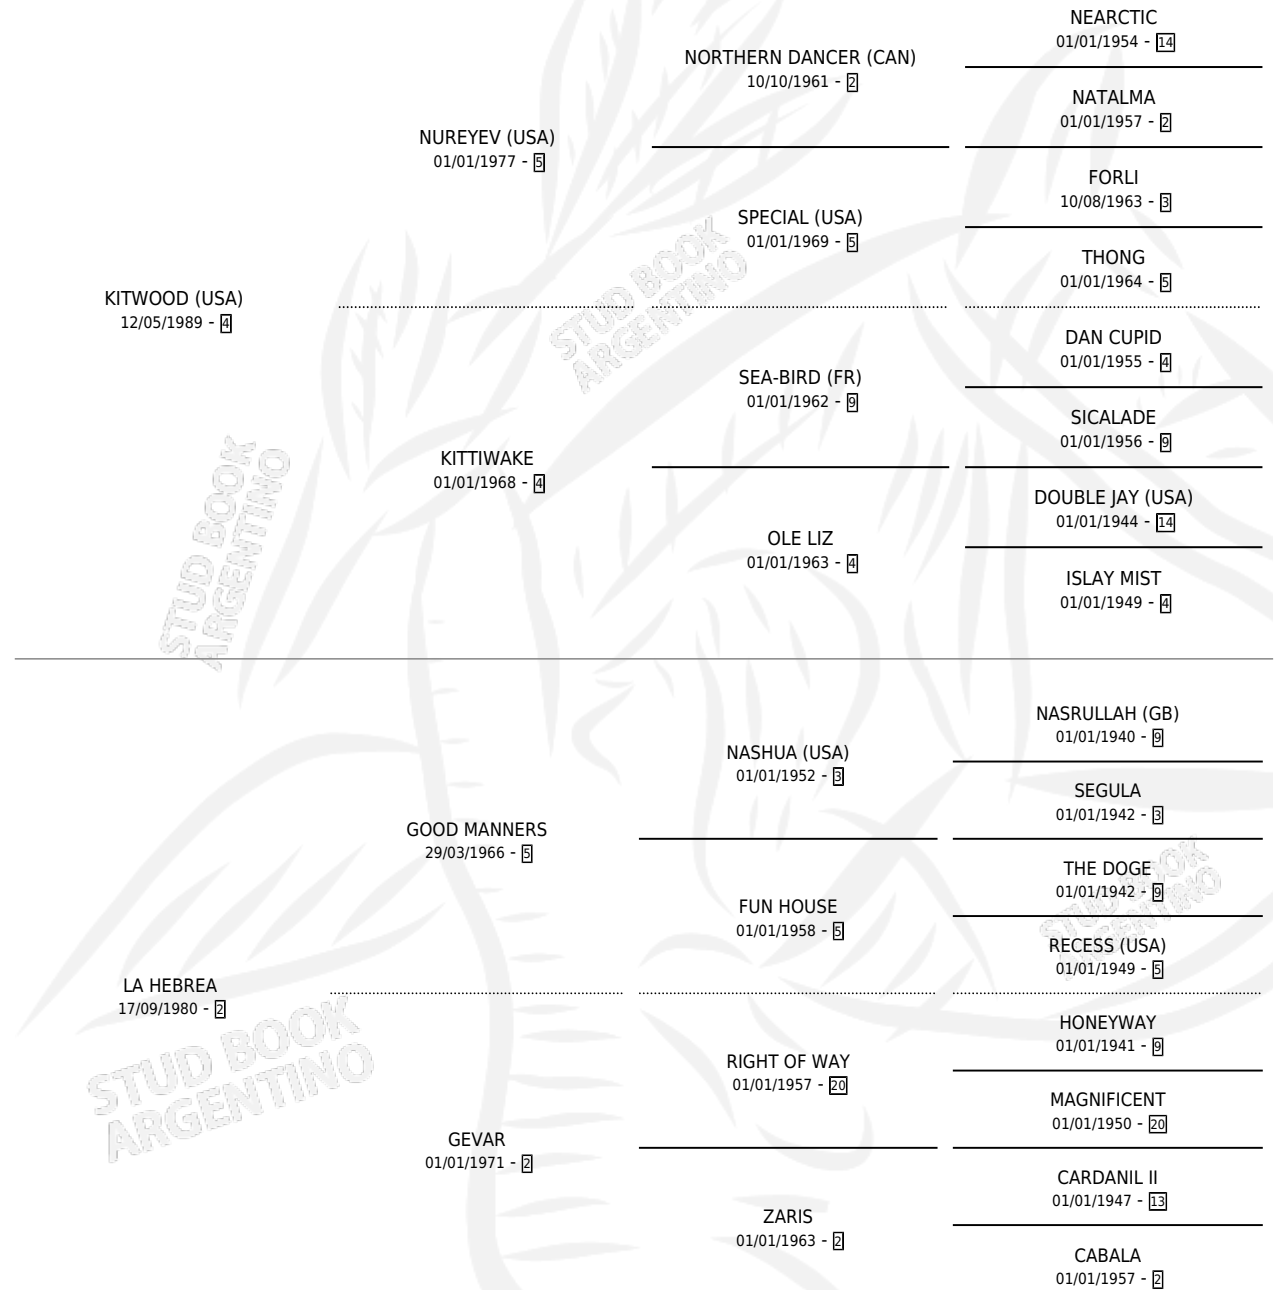 NEARCTIC
01/01/1954 - 14
NORTHERN DANCER (CAN)
10/10/1961 - 2
NATALMA
01/01/1957 - 2
NUREYEV (USA)
01/01/1977 - 5
FORLI
10/08/1963 - 3
SPECIAL (USA)
01/01/1969 - 5
THONG
01/01/1964 - 5
KITWOOD (USA)
12/05/1989 - 4
STUD BOOK
ARGENTINO
DAN CUPID
01/01/1955 - 4
SEA-BIRD (FR)
01/01/1962 - 9
SICALADE
01/01/1956 - 9
KITTIWAKE
01/01/1968 - 4
DOUBLE JAY (USA)
01/01/1944 - 14
OLE LIZ
01/01/1963 - 4
ISLAY MIST
01/01/1949 - 4
STUD BOOK
ARGENTINO
NASRULLAH (GB)
01/01/1940 - 9
NASHUA (USA)
01/01/1952 - 3
SEGULA
01/01/1942 - 3
GOOD MANNERS
29/03/1966 - 5
THE DOGE
01/01/1942 - 9
FUN HOUSE
01/01/1958 - 5
STUD BOOK
ARGENTINO
RECESS (USA)
01/01/1949 - 5
LA HEBREA
17/09/1980 - 2
HONEYWAY
01/01/1941 - 9
RIGHT OF WAY
01/01/1957 - 20
STUD BOOK
ARGENTINO
MAGNIFICENT
01/01/1950 - 20
GEVAR
01/01/1971 - 2
CARDANIL II
01/01/1947 - 13
ZARIS
01/01/1963 - 2
CABALA
01/01/1957 - 2